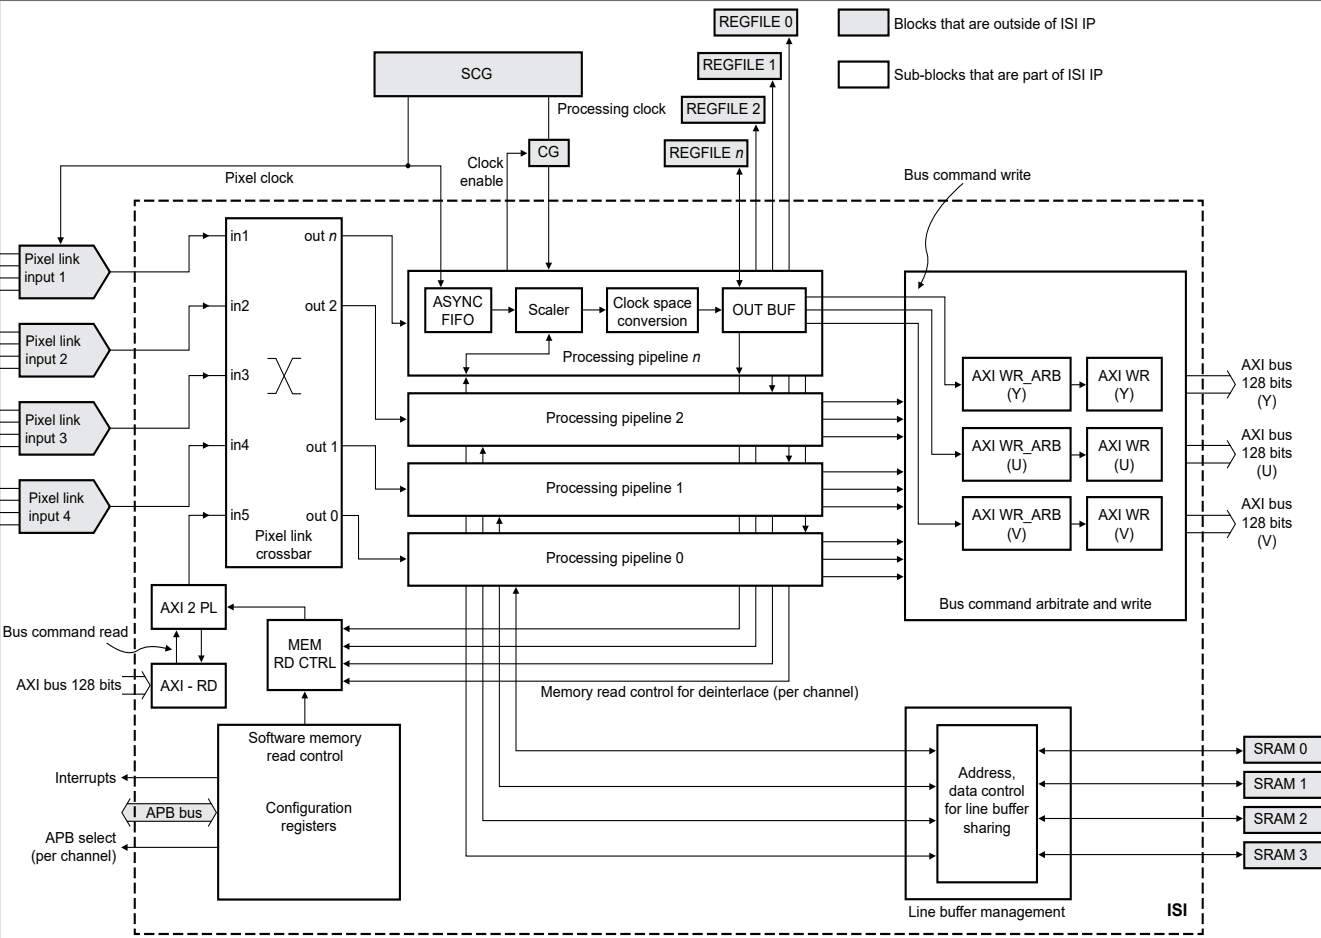 REGFILE 0
Blocks that are outside of ISI IP
REGFILE 1
Sub-blocks that are part of ISI IP
SCG
Processing clock
REGFILE 2
CG
REGFILE n
Clock
enable
Pixel clock
Bus command write
Pixel link
input 1
Pixel link
input 2
Pixel link
input 3
Pixel link
input 4
in1
in2
in3
in4
in5
out n
out 2
out 1
out 0
Pixel link
crossbar
ASYNC
FIFO
Scaler
Clock space
conversion
OUT BUF
Processing pipeline n
Processing pipeline 2
Processing pipeline 1
Processing pipeline 0
AXI WR_ARB
(Y)
AXI WR
(Y)
AXI WR_ARB
(U)
AXI WR
(U)
AXI WR_ARB
(V)
AXI WR
(V)
Bus command arbitrate and write
AXI bus
128 bits
(Y)
AXI bus
128 bits
(U)
AXI bus
128 bits
(V)
AXI 2 PL
Bus command read
AXI bus 128 bits
AXI - RD
MEM
RD CTRL
Memory read control for deinterlace (per channel)
Software memory
read control
Configuration
registers
Interrupts
APB bus
APB select
(per channel)
Address,
data control
for line buffer
sharing
Line buffer management
SRAM 0
SRAM 1
SRAM 2
SRAM 3
ISI